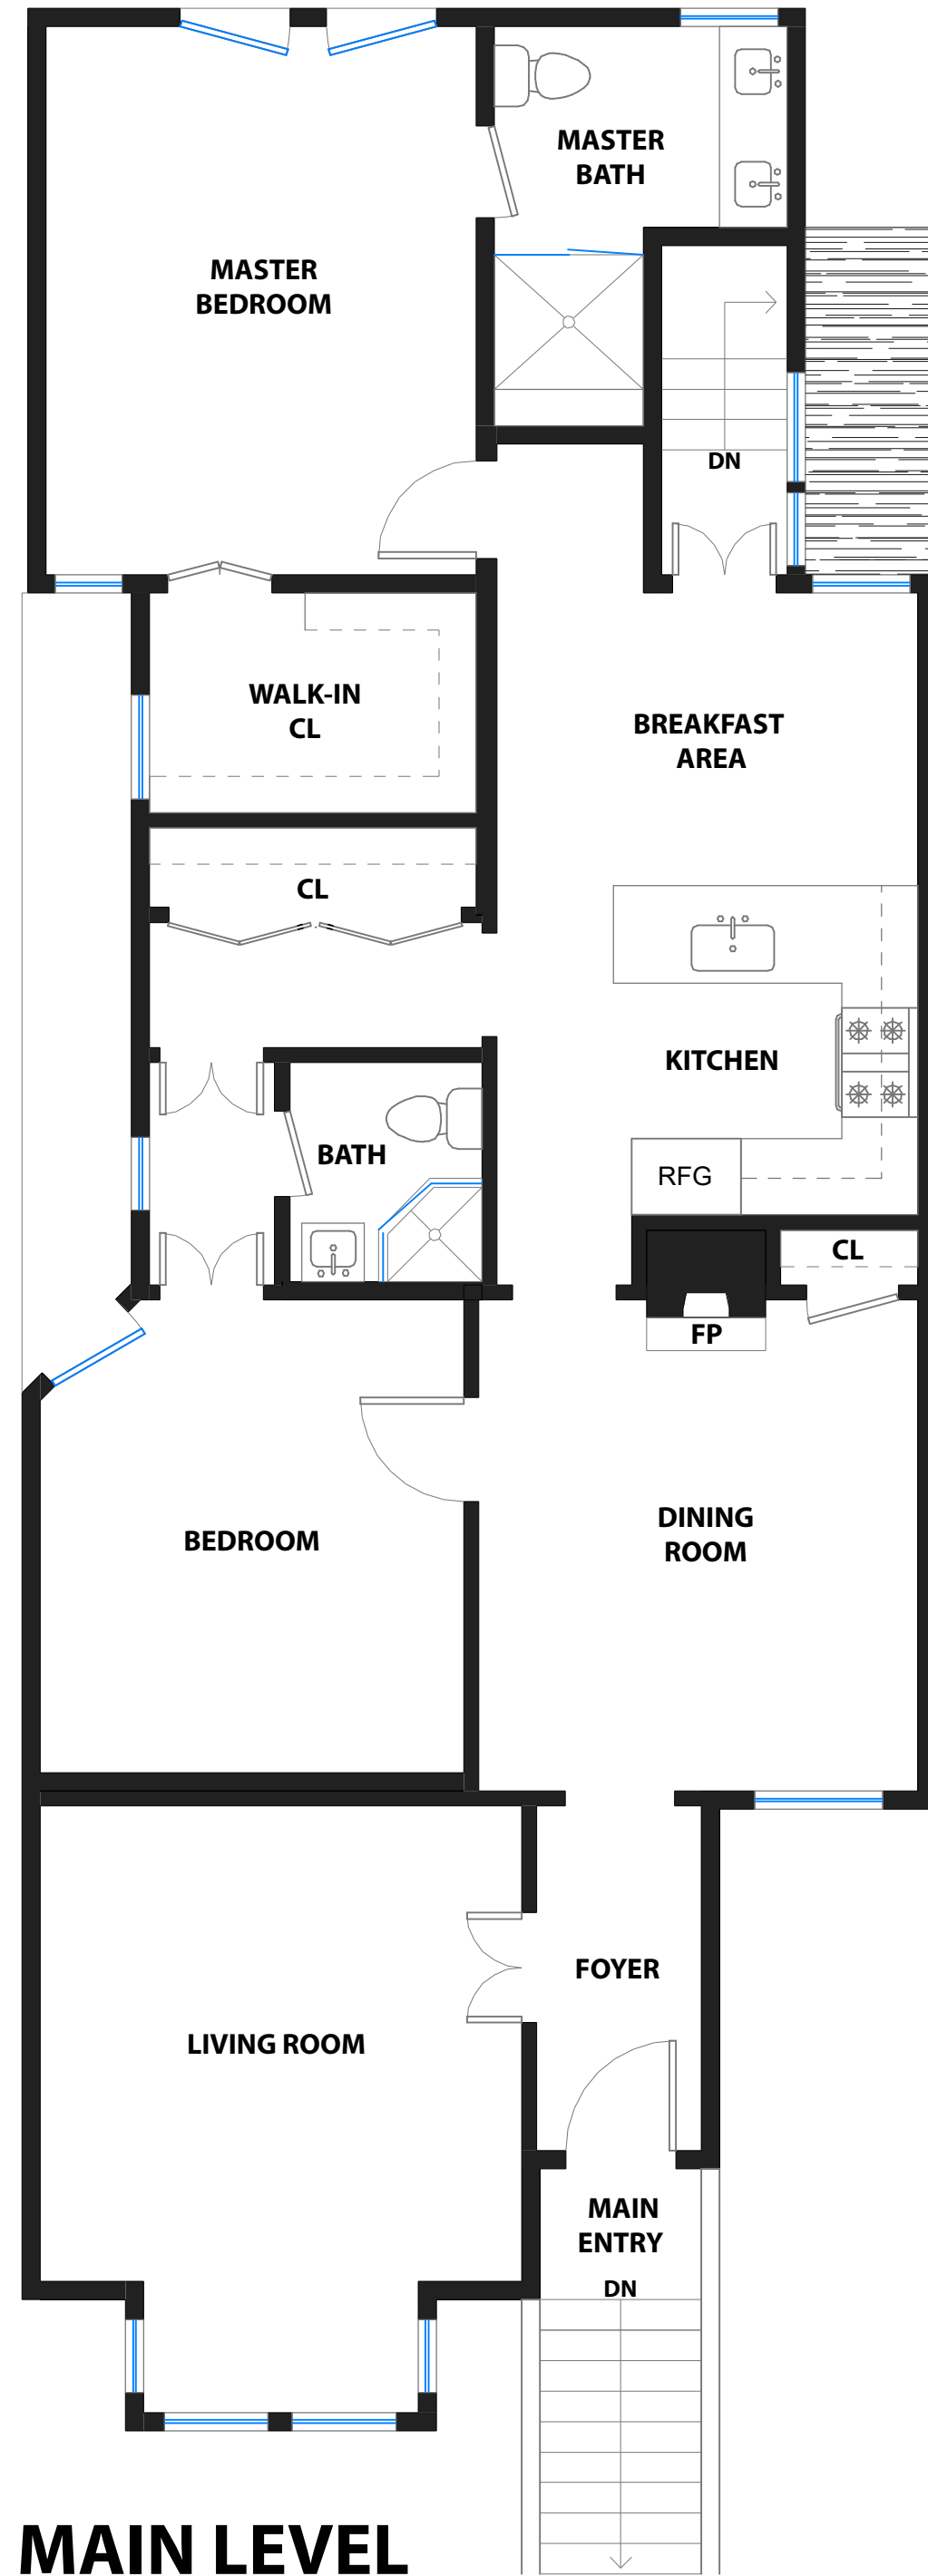 MASTER
BATH
MASTER
BEDROOM
DN
WALK-IN
CL
BREAKFAST
AREA
CL
KITCHEN
BATH
RFG
CL
FP
BEDROOM
DINING
ROOM
FOYER
LIVING ROOM
MAIN
ENTRY
DN
MAIN LEVEL